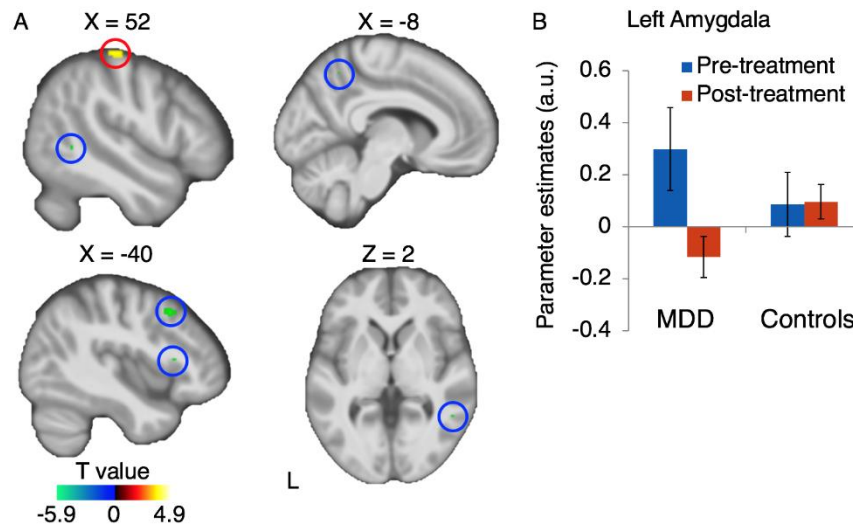 A
X = 52
X = -8
X = -40
Z = 2
T value
-5.9 0 4.9
L
B
Left Amygdala
Pre-treatment
Post-treatment
Parameter estimates (a.u.)
0.6
0.4
0.2
0
-0.2
-0.4
MDD
Controls